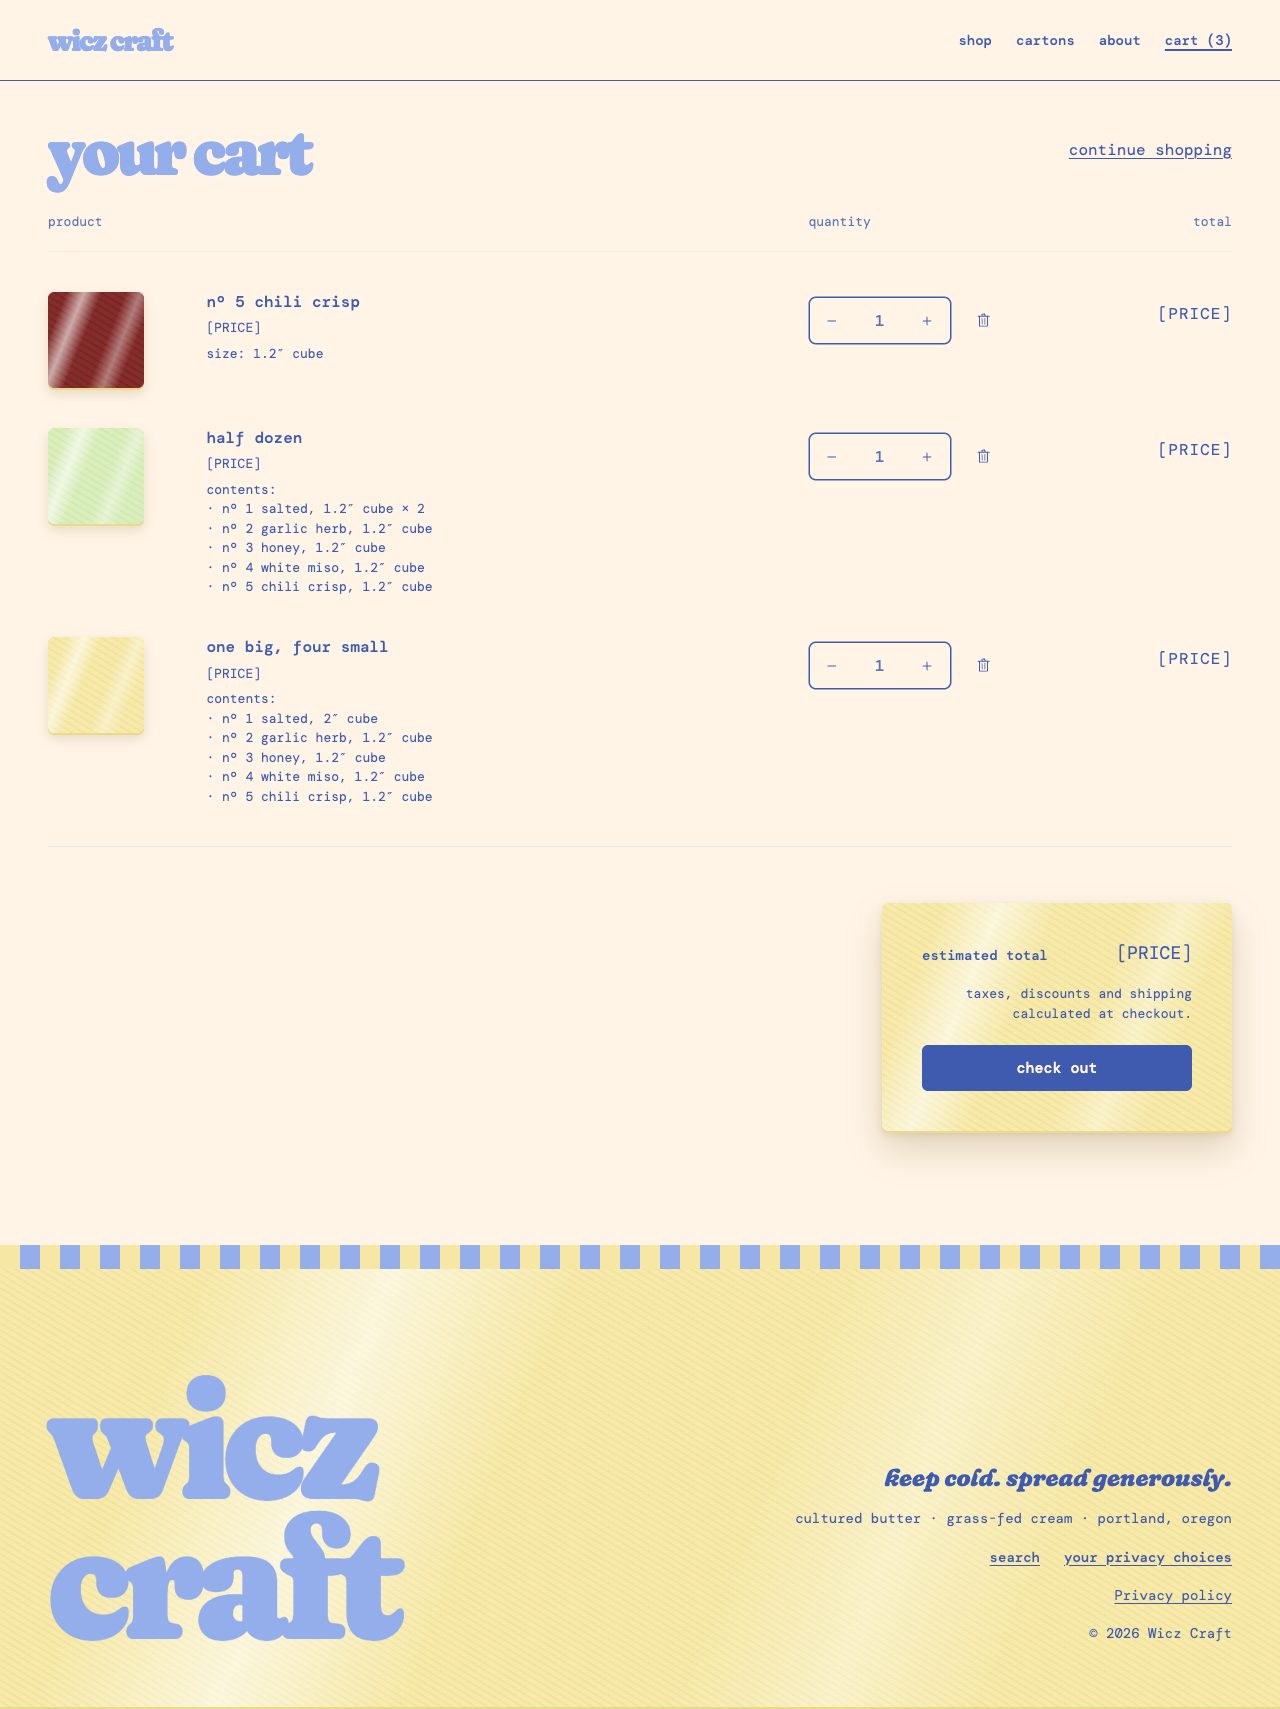 wicz craft
shop cartons about cart (3)
your cart
continue shopping
product quantity total
nº 5 chili crisp
[PRICE]
size: 1.2″ cube
− 1 +
[PRICE]
half dozen
[PRICE]
contents:
· nº 1 salted, 1.2″ cube × 2
· nº 2 garlic herb, 1.2″ cube
· nº 3 honey, 1.2″ cube
· nº 4 white miso, 1.2″ cube
· nº 5 chili crisp, 1.2″ cube
− 1 +
[PRICE]
one big, four small
[PRICE]
contents:
· nº 1 salted, 2″ cube
· nº 2 garlic herb, 1.2″ cube
· nº 3 honey, 1.2″ cube
· nº 4 white miso, 1.2″ cube
· nº 5 chili crisp, 1.2″ cube
− 1 +
[PRICE]
estimated total [PRICE]
taxes, discounts and shipping
calculated at checkout.
check out
wicz
craft
keep cold. spread generously.
cultured butter · grass-fed cream · portland, oregon
search your privacy choices
Privacy policy
© 2026 Wicz Craft